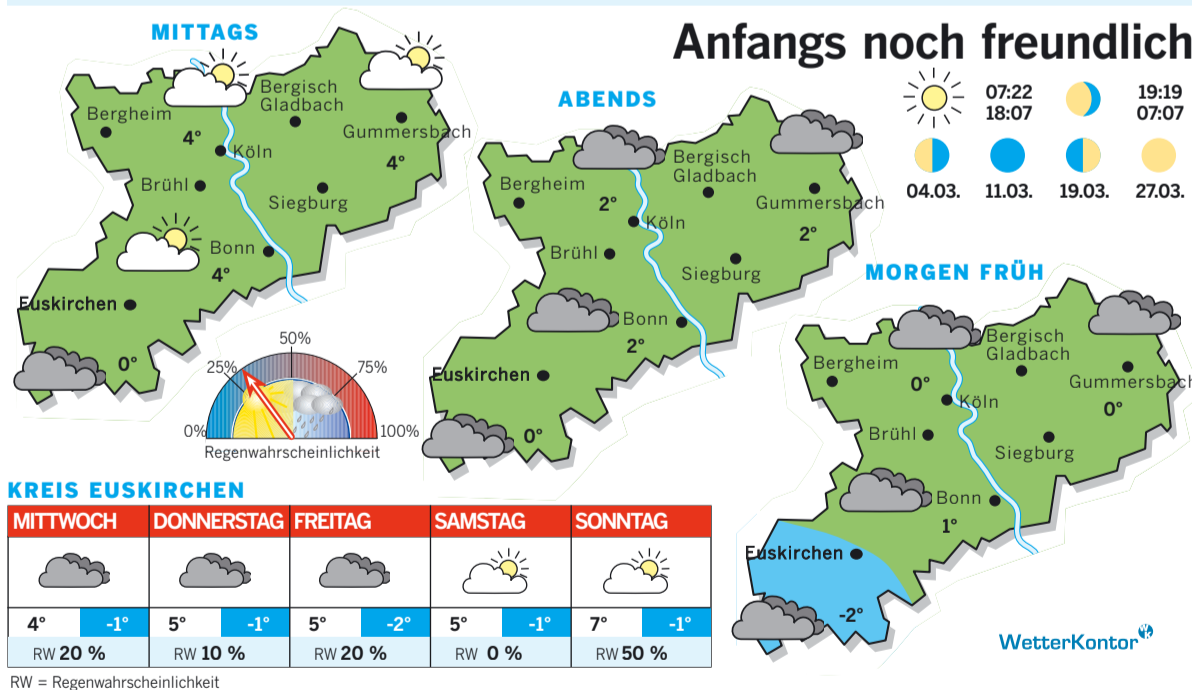 Anfangs noch freundlich
07:22
18:07
19:19
07:07
04.03.
11.03.
19.03.
27.03.
MITTAGS
Bergheim
Bergisch
Gladbach
Gummersbach
4°
Köln
4°
Brühl
Siegburg
Bonn
4°
Euskirchen
0°
ABENDS
Bergheim
Bergisch
Gladbach
Gummersbach
2°
Köln
2°
Brühl
Siegburg
Bonn
2°
Euskirchen
0°
MORGEN FRÜH
Bergheim
Bergisch
Gladbach
Gummersbach
0°
Köln
0°
Brühl
Siegburg
Bonn
1°
Euskirchen
-2°
0%
25%
50%
75%
100%
Regenwahrscheinlichkeit
KREIS EUSKIRCHEN
MITTWOCH DONNERSTAG FREITAG SAMSTAG SONNTAG
4° -1° 5° -1° 5° -2° 5° -1° 7° -1°
RW 20 % RW 10 % RW 20 % RW 0 % RW 50 %
RW = Regenwahrscheinlichkeit
WetterKontor